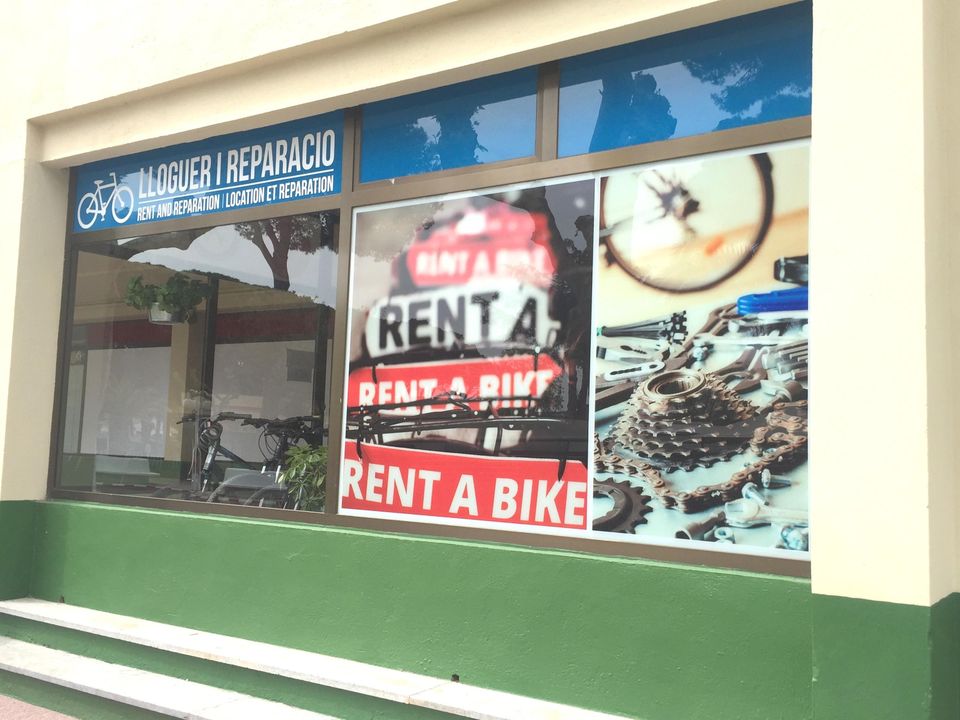 LLOGUER I REPARACIO
RENT AND REPARATION | LOCATION ET REPARATION
RENT A BIKE
RENT A
RENT A BIKE
RENT A BIKE